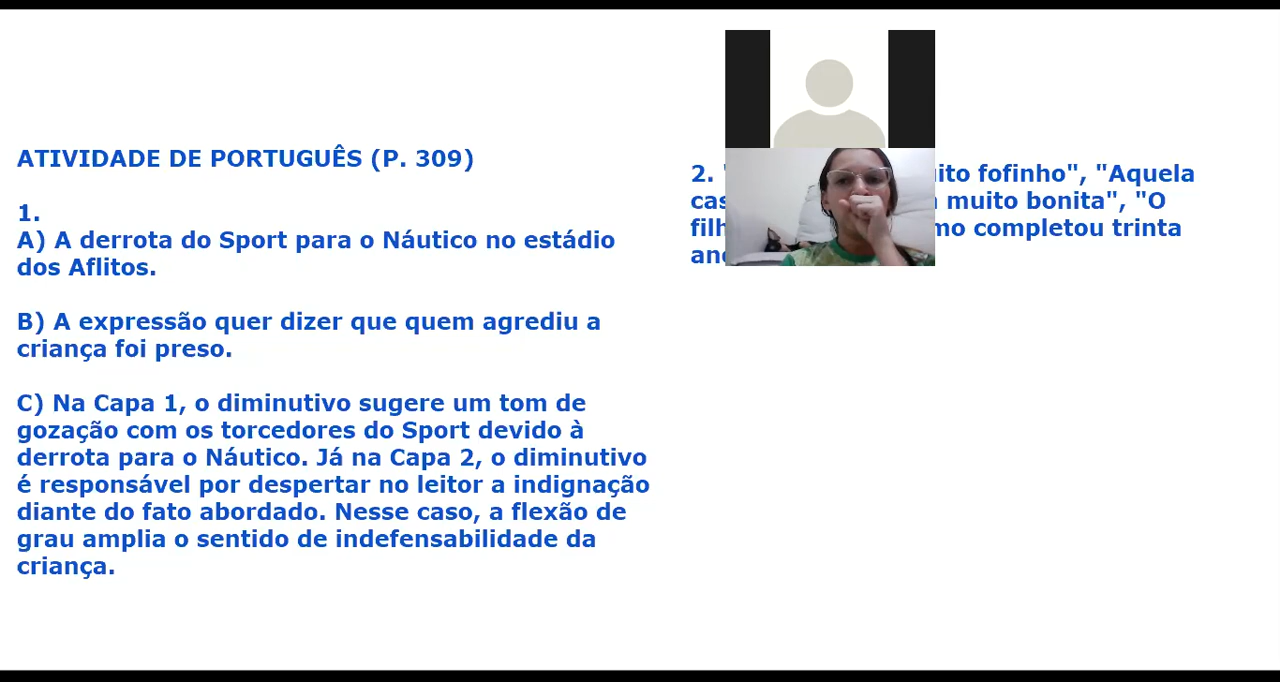 ATIVIDADE DE PORTUGUÊS (P. 309)
1.
A) A derrota do Sport para o Náutico no estádio
dos Aflitos.
B) A expressão quer dizer que quem agrediu a
criança foi preso.
C) Na Capa 1, o diminutivo sugere um tom de
gozação com os torcedores do Sport devido à
derrota para o Náutico. Já na Capa 2, o diminutivo
é responsável por despertar no leitor a indignação
diante do fato abordado. Nesse caso, a flexão de
grau amplia o sentido de indefensabilidade da
criança.
2. " fofinho", "Aquela
muito bonita", "O
completou trinta